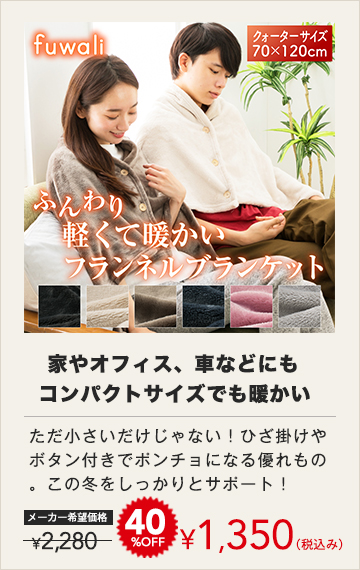 fuwali
クォーターサイズ
70×120cm
ふんわり
軽くて暖かい
フランネルブランケット
家やオフィス、車などにも
コンパクトサイズでも暖かい
ただ小さいだけじゃない！ひざ掛けや
ボタン付きでポンチョになる優れもの
。この冬をしっかりとサポート！
メーカー希望価格
¥2,280
40
%OFF
¥1,350(税込み)